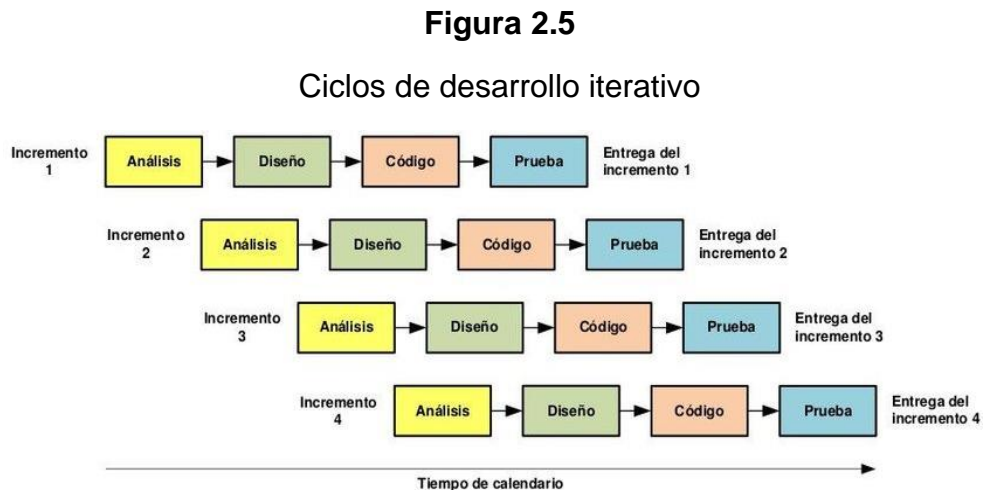 Figura 2.5
Ciclos de desarrollo iterativo
Incremento
1
Análisis
Diseño
Código
Prueba
Entrega del
incremento 1
Incremento
2
Análisis
Diseño
Código
Prueba
Entrega del
incremento 2
Incremento
3
Análisis
Diseño
Código
Prueba
Entrega del
incremento 3
Incremento
4
Análisis
Diseño
Código
Prueba
Entrega del
incremento 4
Tiempo de calendario